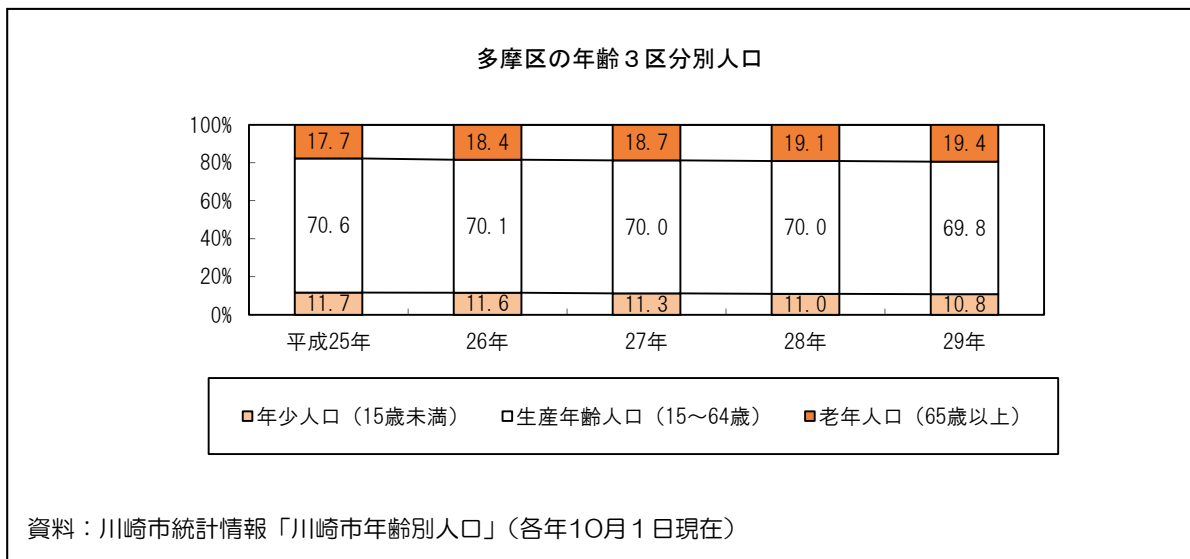 多摩区の年齢３区分別人口
100%
80%
60%
40%
20%
0%
17.7
18.4
18.7
19.1
19.4
70.6
70.1
70.0
70.0
69.8
11.7
11.6
11.3
11.0
10.8
平成25年
26年
27年
28年
29年
年少人口（15歳未満）
生産年齢人口（15～64歳）
老年人口（65歳以上）
資料：川崎市統計情報「川崎市年齢別人口」（各年10月１日現在）